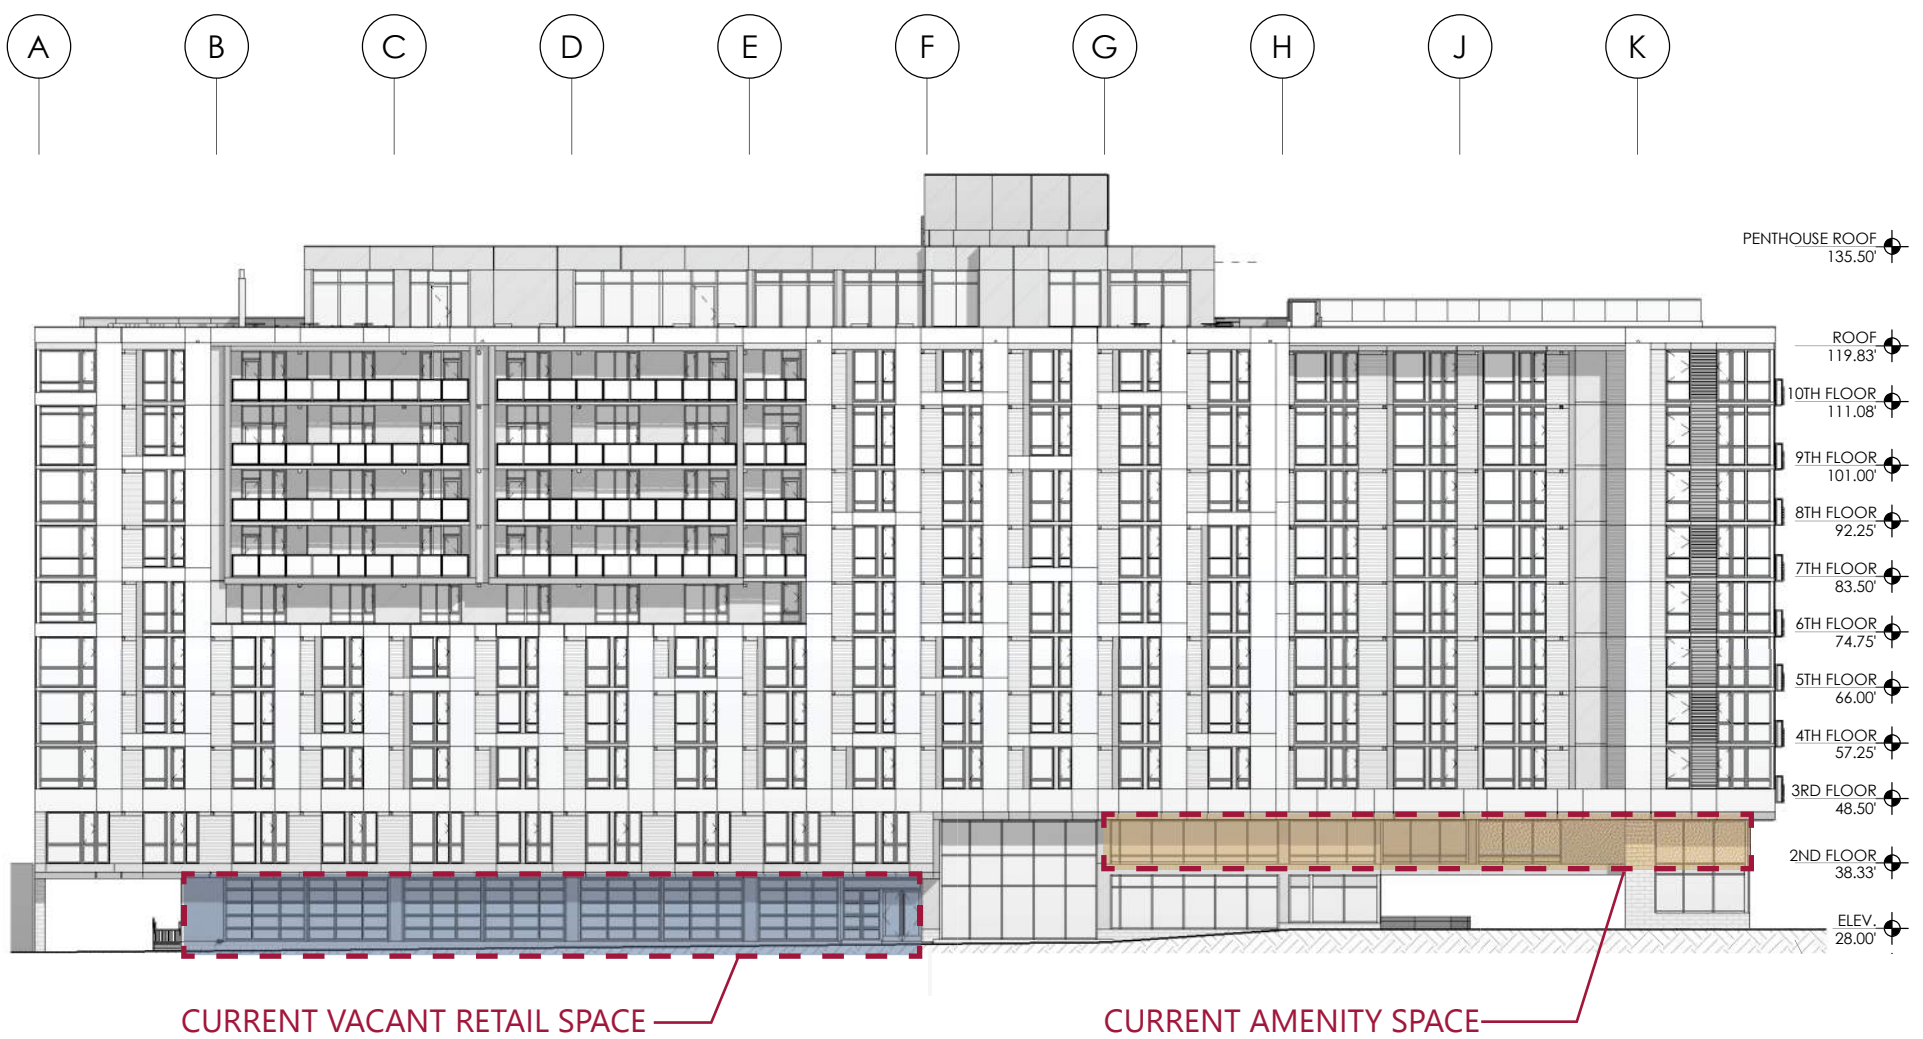 A B C D E F G H J K
PENTHOUSE ROOF
135.50'
ROOF
119.83'
10TH FLOOR
111.08'
9TH FLOOR
101.00'
8TH FLOOR
92.25'
7TH FLOOR
83.50'
6TH FLOOR
74.75'
5TH FLOOR
66.00'
4TH FLOOR
57.25'
3RD FLOOR
48.50'
2ND FLOOR
38.33'
ELEV.
28.00'
CURRENT VACANT RETAIL SPACE
CURRENT AMENITY SPACE